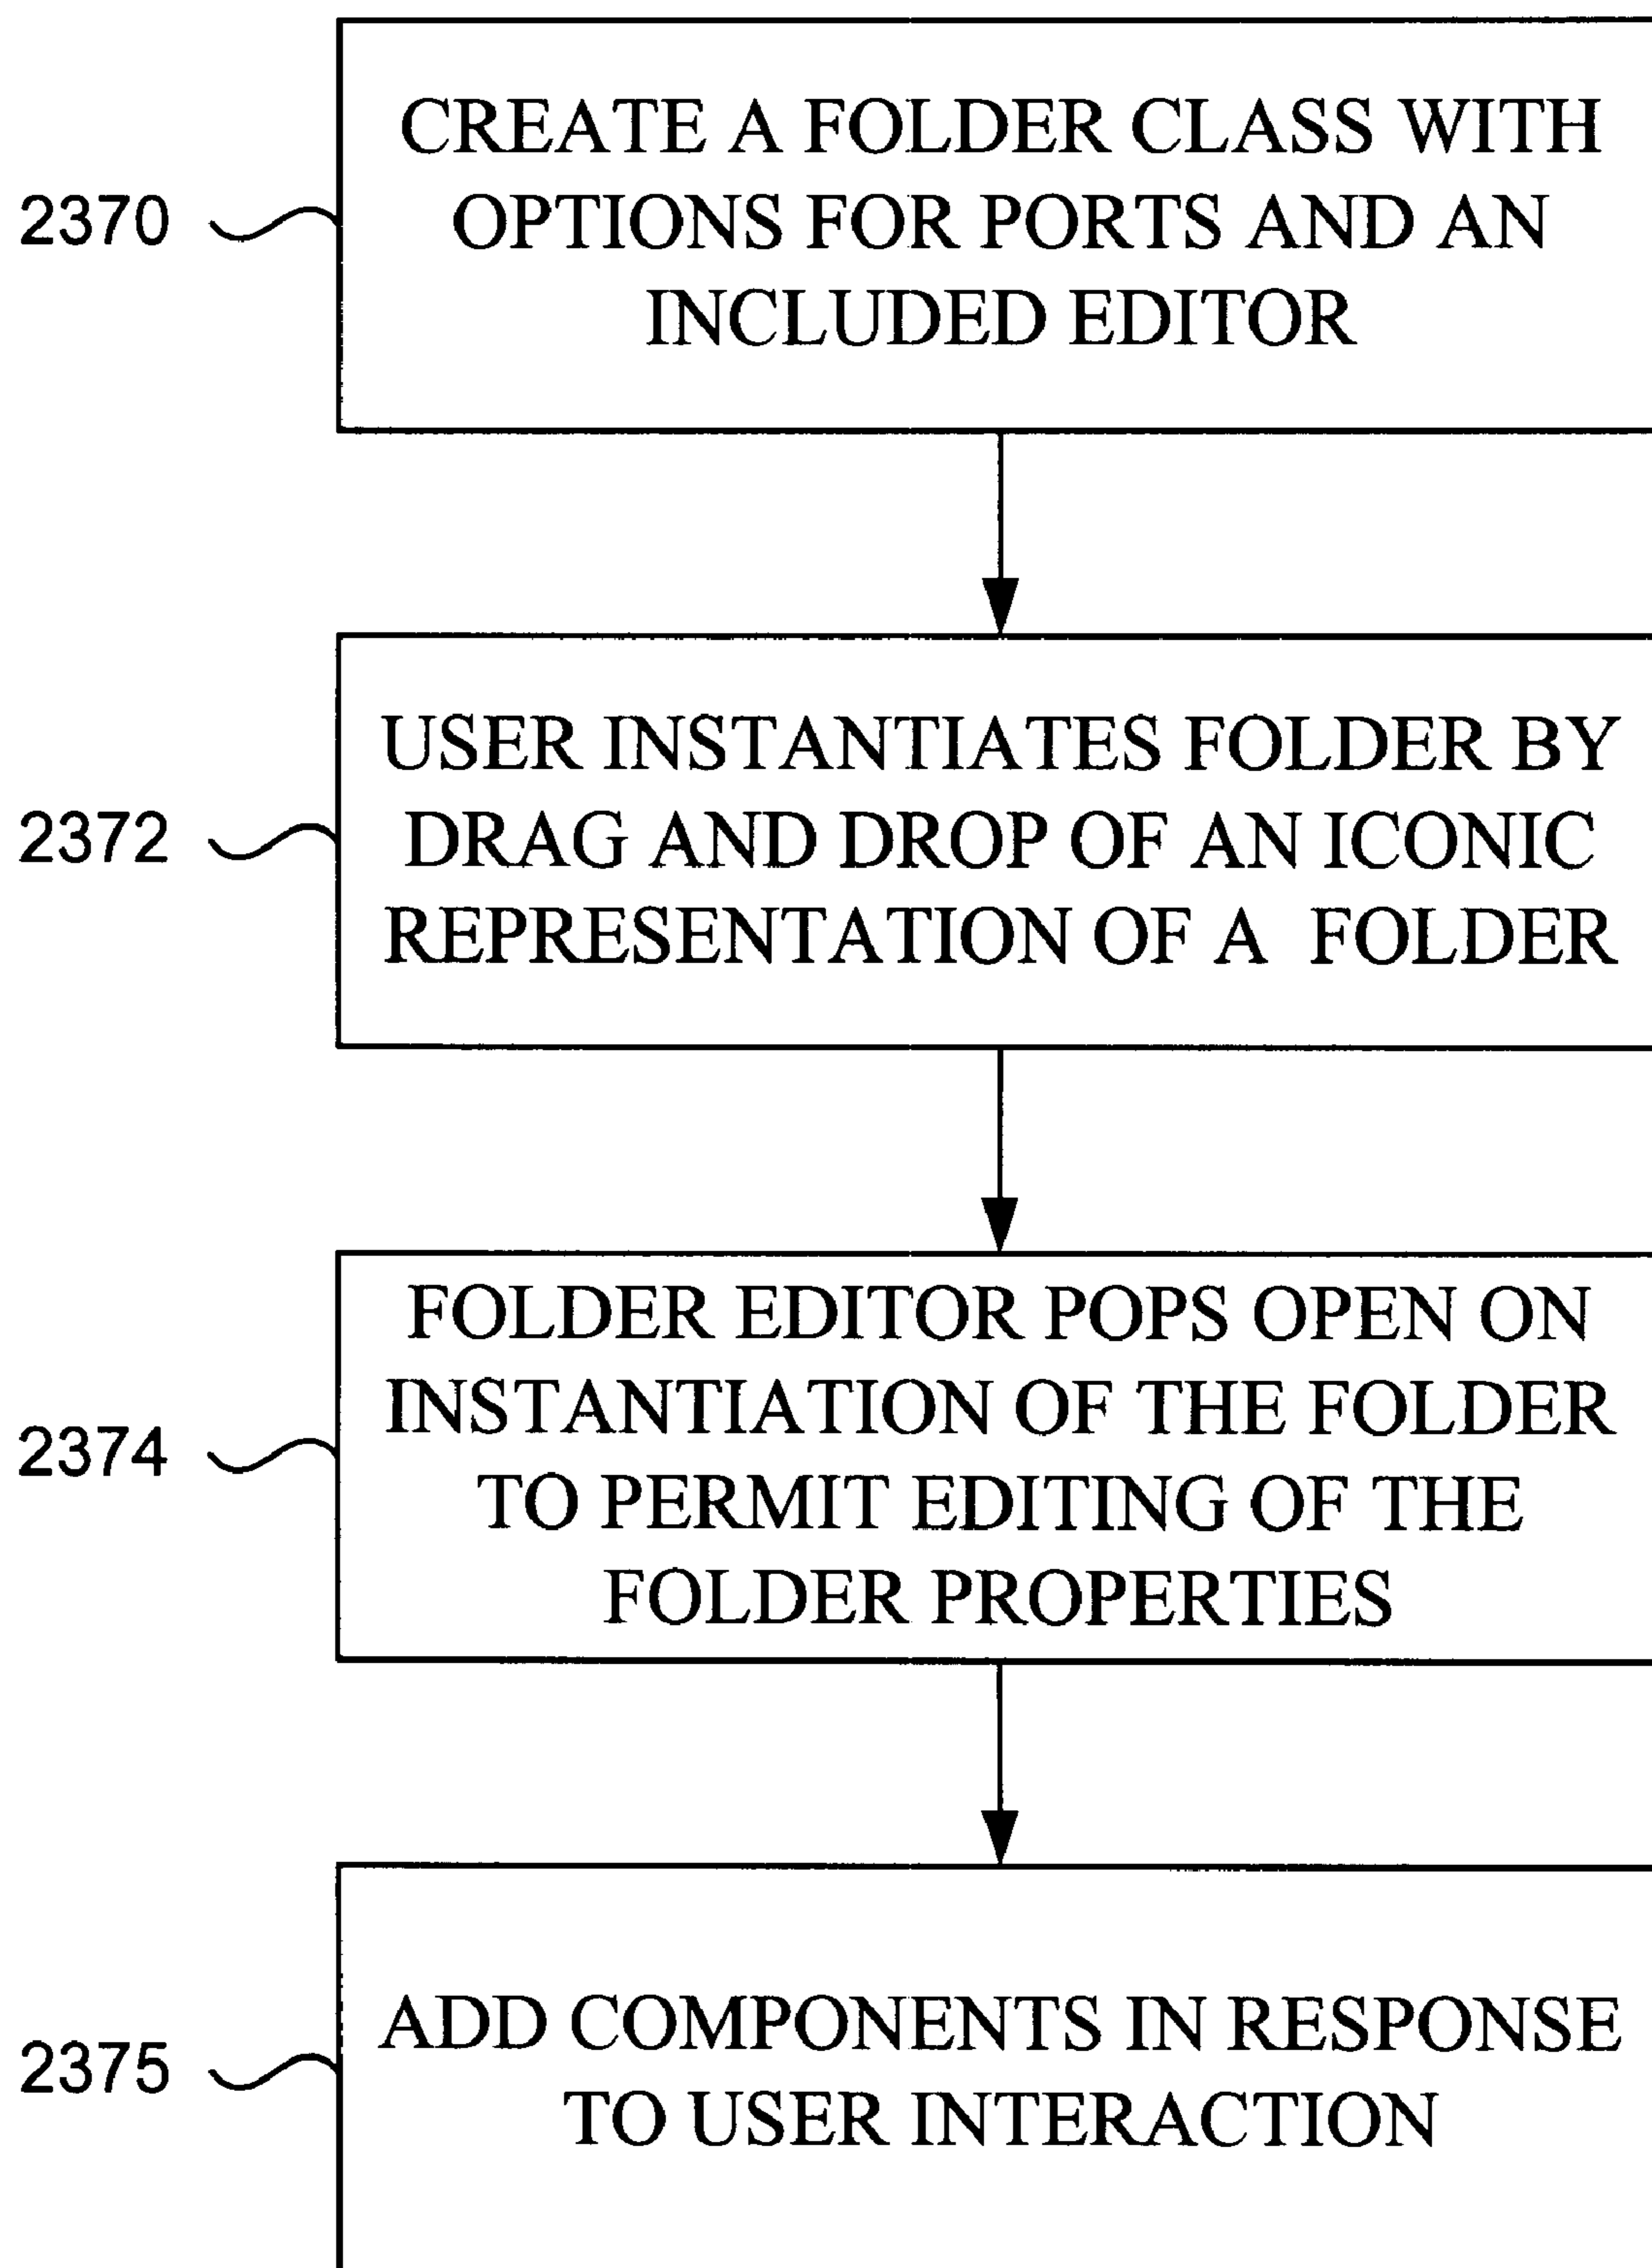 CREATE A FOLDER CLASS WITH
OPTIONS FOR PORTS AND AN
INCLUDED EDITOR
2370
USER INSTANTIATES FOLDER BY
DRAG AND DROP OF AN ICONIC
REPRESENTATION OF A FOLDER
2372
FOLDER EDITOR POPS OPEN ON
INSTANTIATION OF THE FOLDER
TO PERMIT EDITING OF THE
FOLDER PROPERTIES
2374
ADD COMPONENTS IN RESPONSE
TO USER INTERACTION
2375